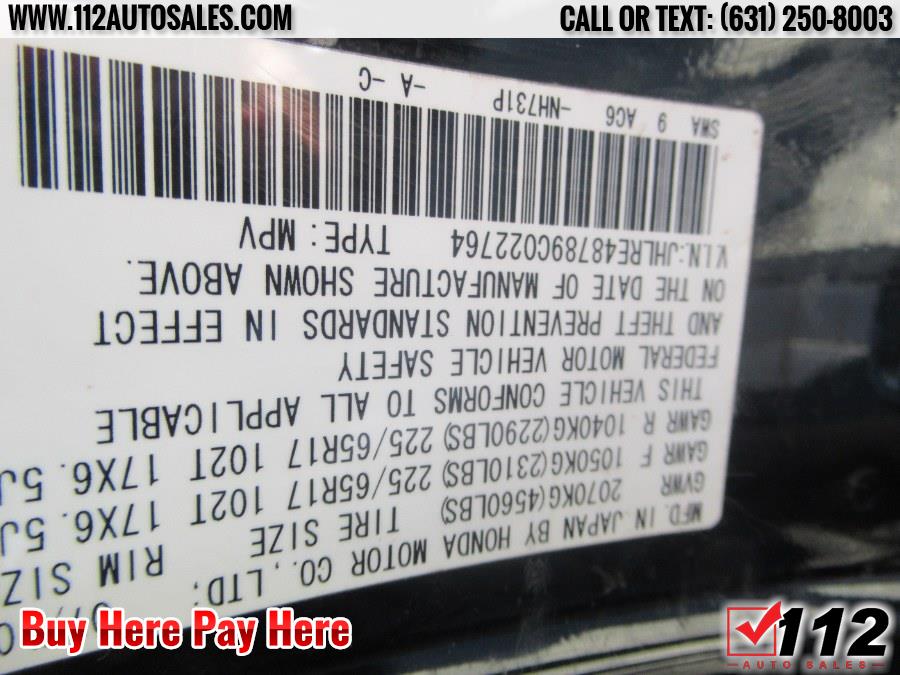 WWW.112AUTOSALES.COM
CALL OR TEXT: (631) 250-8003
MFD. IN JAPAN BY HONDA MOTOR CO., LTD.
GVWR 2070KG(4560LBS) TIRE SIZE RIM SIZ
GAWR F 1050KG(2310LBS) 225/65R17 102T 17X6.5J
GAWR R 1040KG(2290LBS) 225/65R17 102T 17X6.5J
THIS VEHICLE CONFORMS TO ALL APPLICABLE
FEDERAL MOTOR VEHICLE SAFETY
AND THEFT PREVENTION STANDARDS IN EFFECT
ON THE DATE OF MANUFACTURE SHOWN ABOVE.
V.I.N:JHLRE48789C022764 TYPE: MPV
SWA 9 AC6 -NH731P -A -C
Buy Here Pay Here
112
AUTO SALES